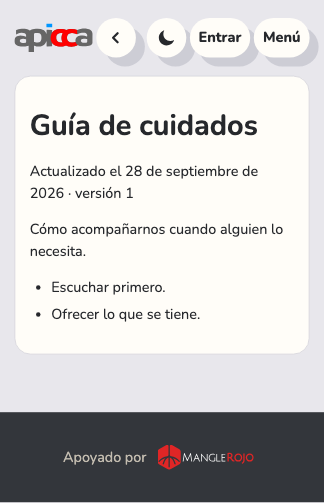 apicca
Entrar
Menú
Guía de cuidados
Actualizado el 28 de septiembre de
2026 · versión 1
Cómo acompañarnos cuando alguien lo
necesita.
• Escuchar primero.
• Ofrecer lo que se tiene.
Apoyado por
MANGLEROJO